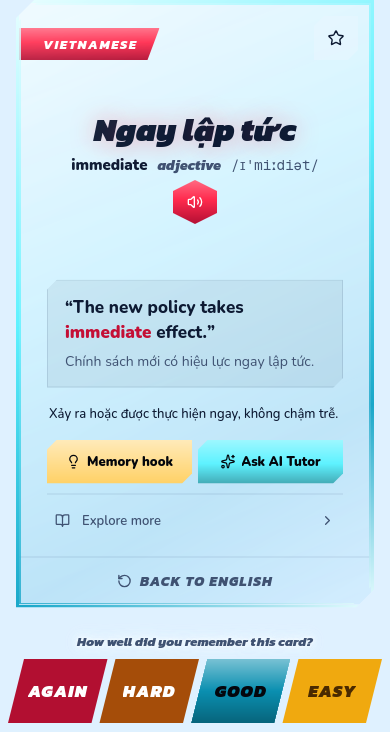 VIETNAMESE
Ngay lập tức
immediate adjective /ɪˈmiːdiət/
“The new policy takes
immediate effect.”
Chính sách mới có hiệu lực ngay lập tức.
Xảy ra hoặc được thực hiện ngay, không chậm trễ.
Memory hook Ask AI Tutor
Explore more
BACK TO ENGLISH
How well did you remember this card?
AGAIN HARD GOOD EASY